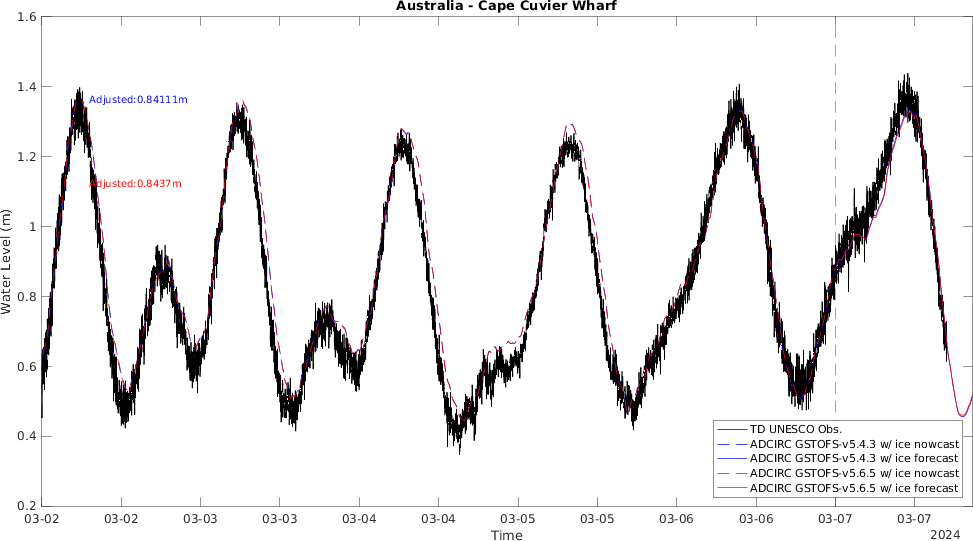 Australia - Cape Cuvier Wharf
1.6
1.4
1.2
1
0.8
0.6
0.4
0.2
Water Level (m)
Adjusted:0.84111m
Adjusted:0.8437m
TD UNESCO Obs.
ADCIRC GSTOFS-v5.4.3 w/ ice nowcast
ADCIRC GSTOFS-v5.4.3 w/ ice forecast
ADCIRC GSTOFS-v5.6.5 w/ ice nowcast
ADCIRC GSTOFS-v5.6.5 w/ ice forecast
03-02 03-02 03-03 03-03 03-04 03-04 03-05 03-05 03-06 03-06 03-07 03-07
Time
2024